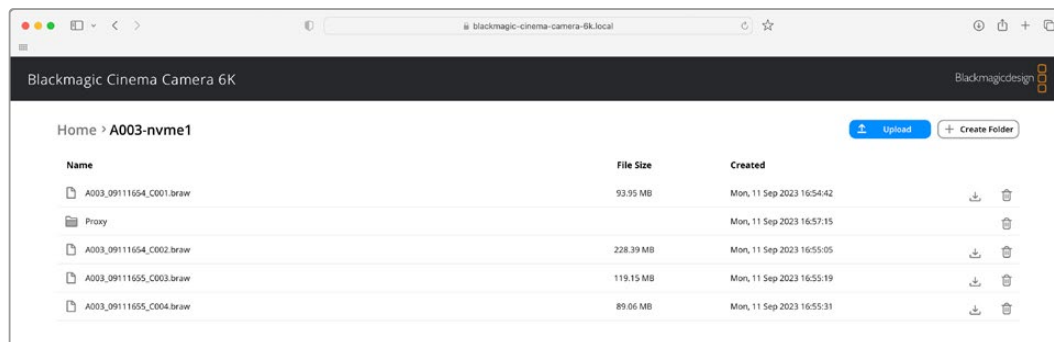 blackmagic-cinema-camera-6k.local
Blackmagic Cinema Camera 6K
Blackmagicdesign
Home > A003-nvme1
Upload
+ Create Folder
Name File Size Created
A003_09111654_C001.braw 93.95 MB Mon, 11 Sep 2023 16:54:42
Proxy Mon, 11 Sep 2023 16:57:15
A003_09111654_C002.braw 228.39 MB Mon, 11 Sep 2023 16:55:05
A003_09111655_C003.braw 119.15 MB Mon, 11 Sep 2023 16:55:19
A003_09111655_C004.braw 89.06 MB Mon, 11 Sep 2023 16:55:31